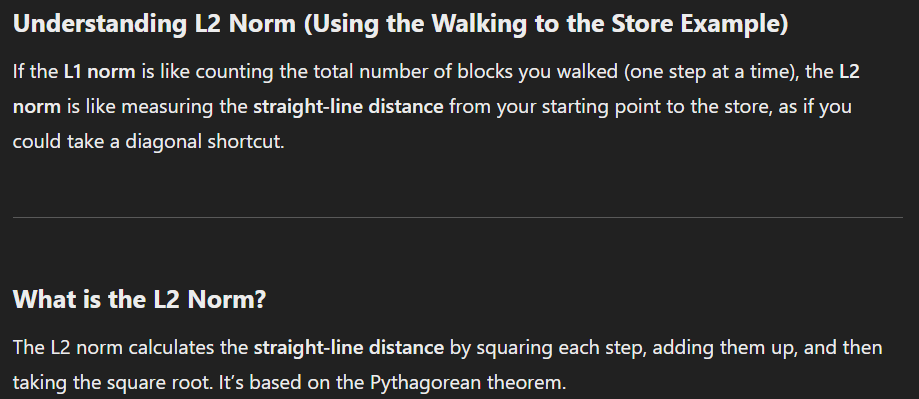 Understanding L2 Norm (Using the Walking to the Store Example)
If the L1 norm is like counting the total number of blocks you walked (one step at a time), the L2
norm is like measuring the straight-line distance from your starting point to the store, as if you
could take a diagonal shortcut.
What is the L2 Norm?
The L2 norm calculates the straight-line distance by squaring each step, adding them up, and then
taking the square root. It’s based on the Pythagorean theorem.